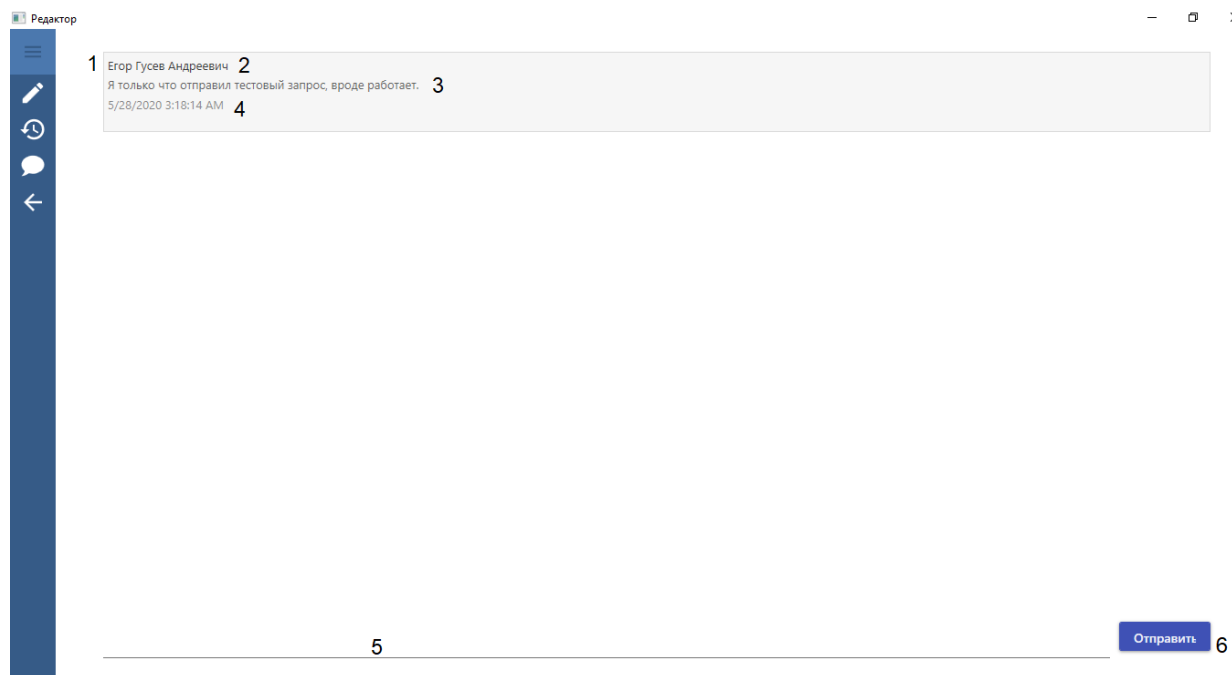 Редактор
1 Егор Гусев Андреевич 2
Я только что отправил тестовый запрос, вроде работает. 3
5/28/2020 3:18:14 AM 4
5
Отправить 6